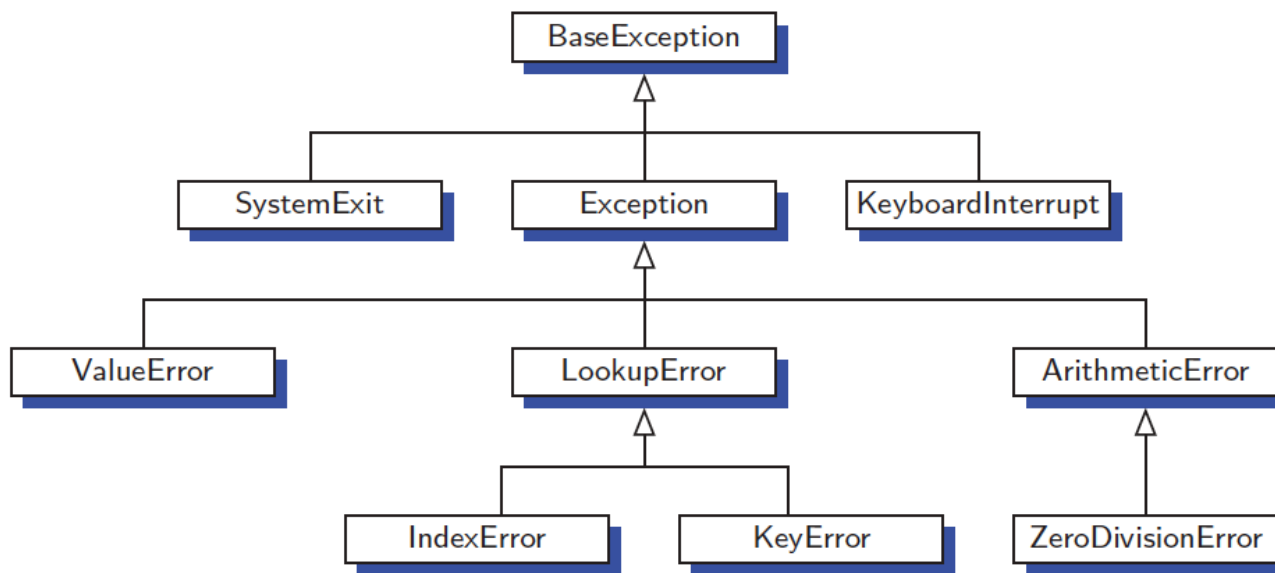 BaseException
SystemExit
Exception
KeyboardInterrupt
ValueError
LookupError
ArithmeticError
IndexError
KeyError
ZeroDivisionError